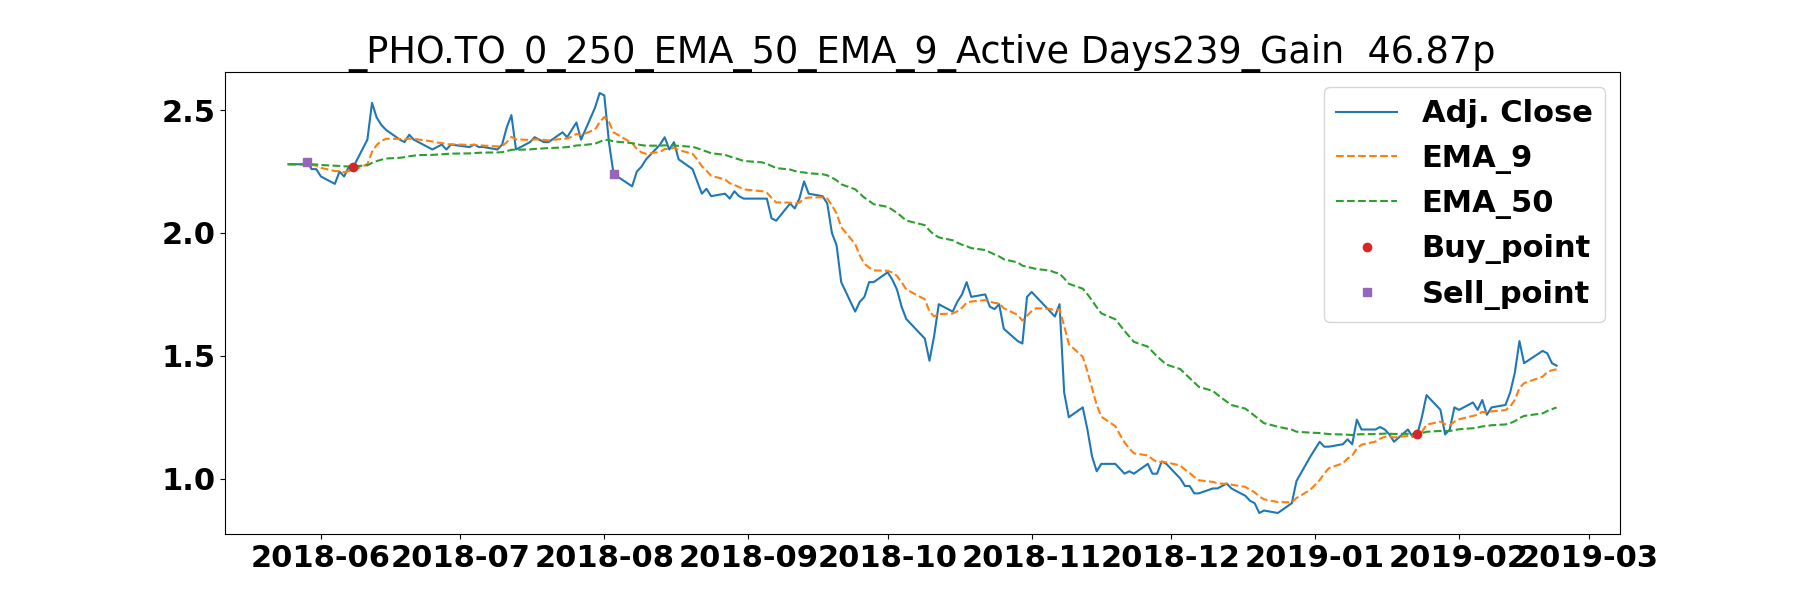 _PHO.TO_0_250_EMA_50_EMA_9_Active Days239_Gain  46.87p
2.5
2.0
1.5
1.0
Adj. Close
EMA_9
EMA_50
Buy_point
Sell_point
2018-06 2018-07 2018-08 2018-09 2018-10 2018-11 2018-12 2019-01 2019-02 2019-03